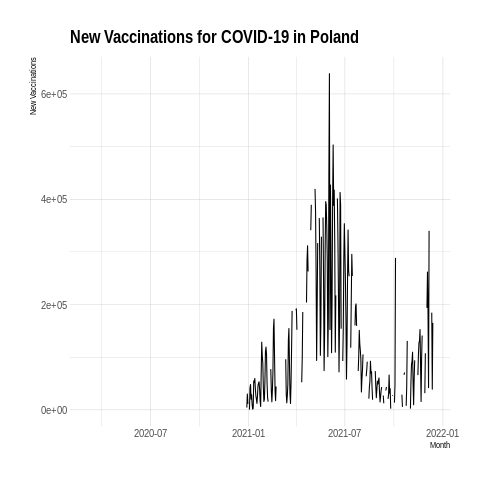 New Vaccinations for COVID-19 in Poland
New Vaccinations
6e+05
4e+05
2e+05
0e+00
2020-07
2021-01
2021-07
2022-01
Month